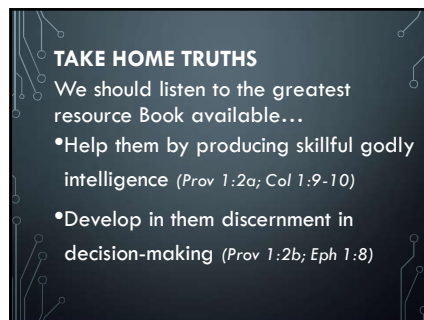 TAKE HOME TRUTHS
We should listen to the greatest
resource Book available…
•Help them by producing skillful godly
intelligence (Prov 1:2a; Col 1:9-10)
•Develop in them discernment in
decision-making (Prov 1:2b; Eph 1:8)